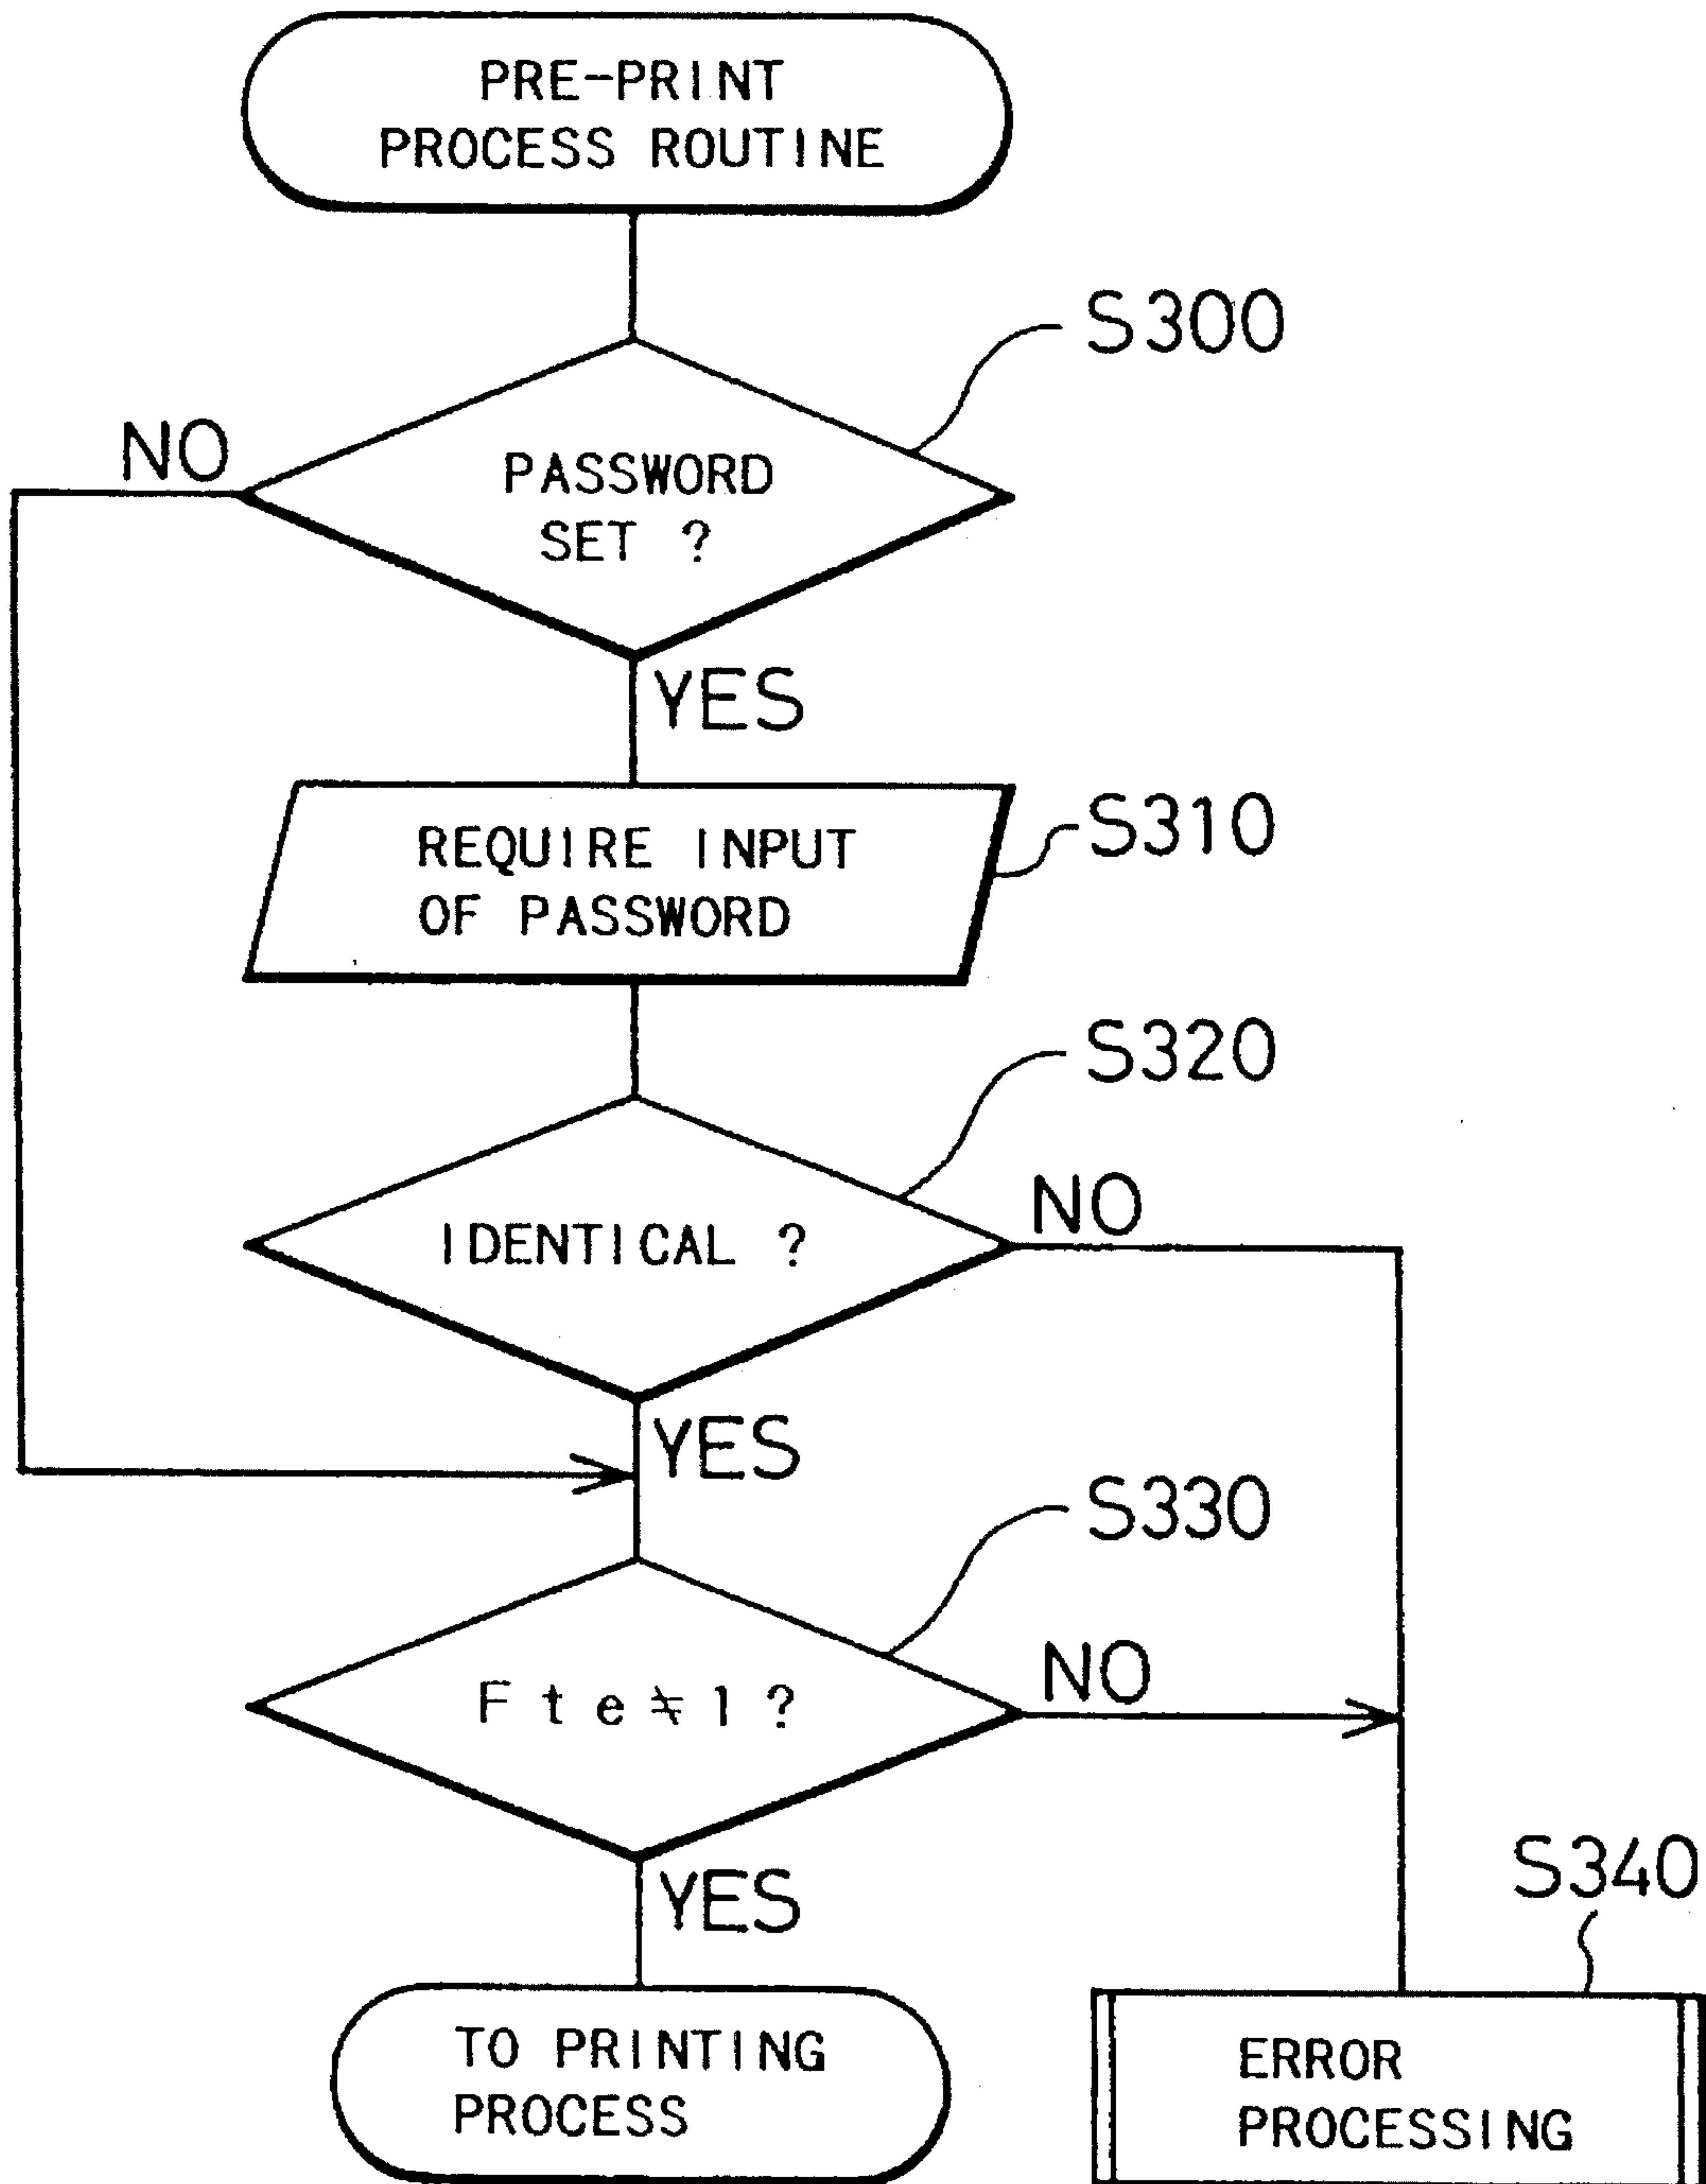 PRE-PRINT
PROCESS ROUTINE
S300
NO
PASSWORD
SET ?
YES
S310
REQUIRE INPUT
OF PASSWORD
S320
NO
IDENTICAL ?
YES
S330
NO
Fte≠1?
YES
S340
TO PRINTING
PROCESS
ERROR
PROCESSING